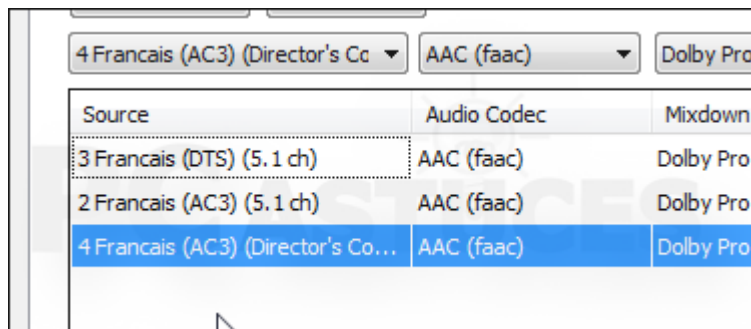 4 Francais (AC3) (Director's Co AAC (faac) Dolby Pro
Source Audio Codec Mixdown
3 Francais (DTS) (5.1 ch) AAC (faac) Dolby Pro
2 Francais (AC3) (5.1 ch) AAC (faac) Dolby Pro
4 Francais (AC3) (Director's Co... AAC (faac) Dolby Pro
PC ASTUCES